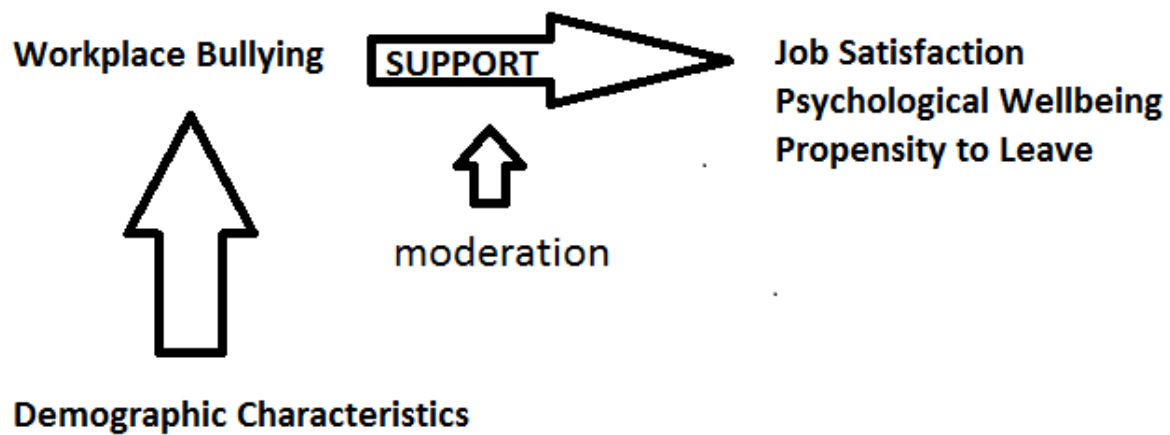 Workplace Bullying
SUPPORT
Job Satisfaction
Psychological Wellbeing
Propensity to Leave
moderation
Demographic Characteristics